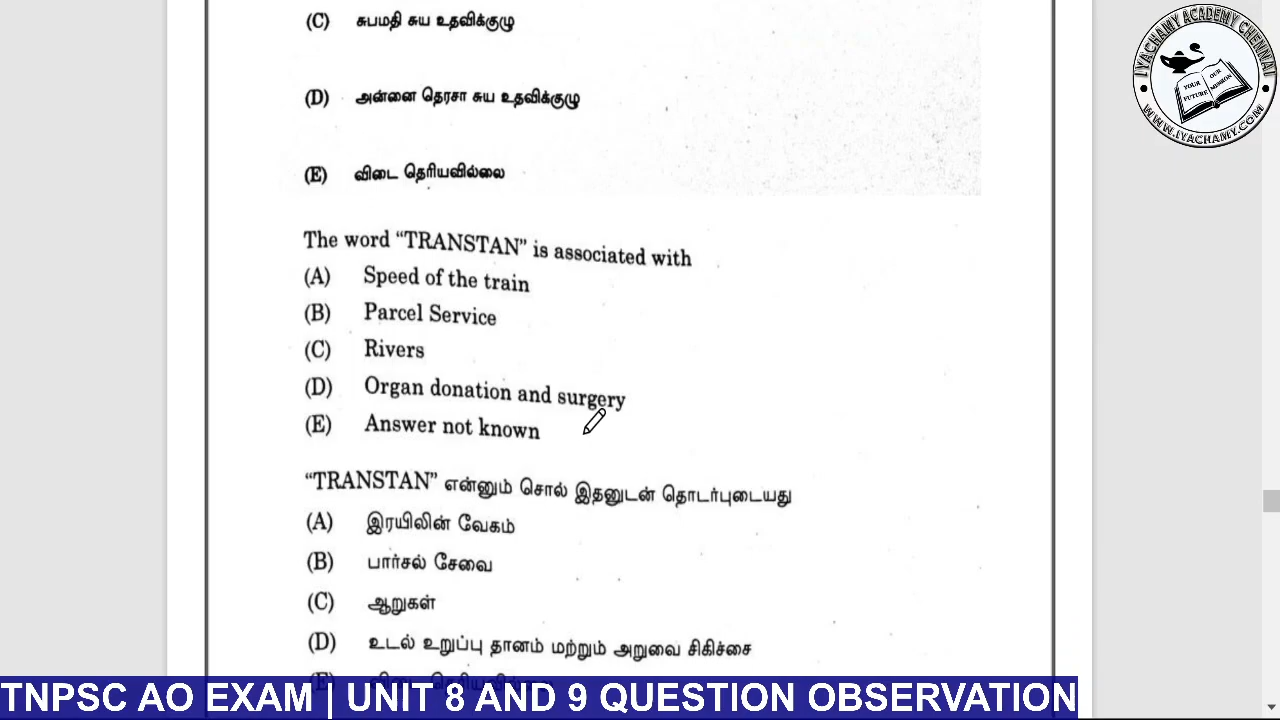 (C) சுபமதி சுய உதவிக்குழு
(D) அன்னை தெரசா சுய உதவிக்குழு
(E) விடை தெரியவில்லை
The word “TRANSTAN” is associated with
(A) Speed of the train
(B) Parcel Service
(C) Rivers
(D) Organ donation and surgery
(E) Answer not known
“TRANSTAN” என்னும் சொல் இதனுடன் தொடர்புடையது
(A) இரயிலின் வேகம்
(B) பார்சல் சேவை
(C) ஆறுகள்
(D) உடல் உறுப்பு தானம் மற்றும் அறுவை சிகிச்சை
TNPSC AO EXAM | UNIT 8 AND 9 QUESTION OBSERVATION
IYACHAMY ACADEMY CHENNAI
YOUR FUTURE
OUR MISSION
WWW.IYACHAMY.COM